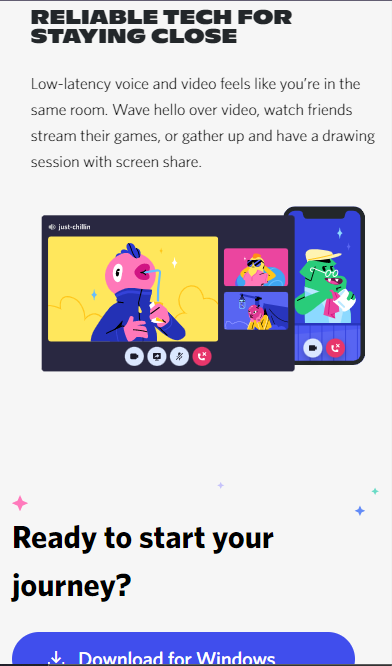 RELIABLE TECH FOR
STAYING CLOSE
Low-latency voice and video feels like you’re in the
same room. Wave hello over video, watch friends
stream their games, or gather up and have a drawing
session with screen share.
just-chillin
Ready to start your
journey?
Download for Windows